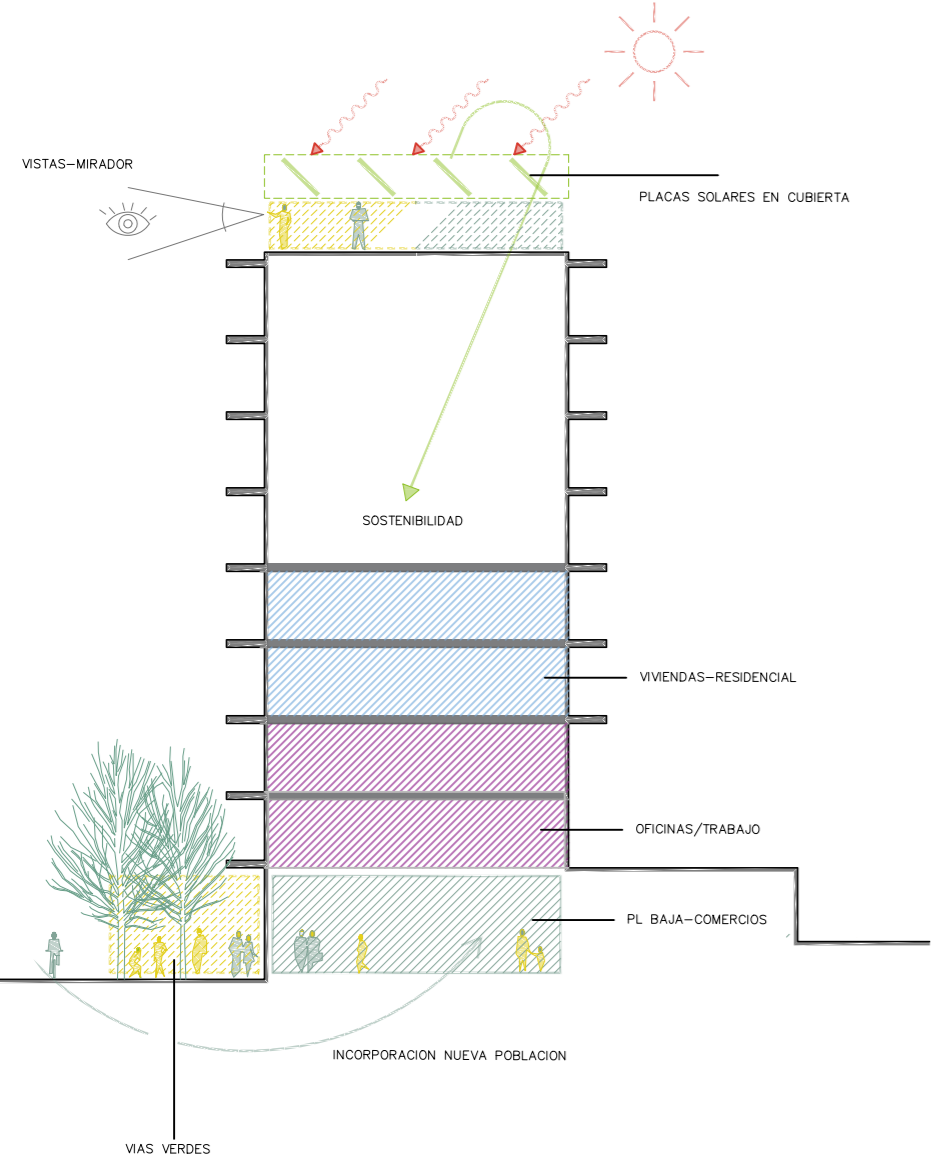 VISTAS-MIRADOR
PLACAS SOLARES EN CUBIERTA
SOSTENIBILIDAD
VIVIENDAS-RESIDENCIAL
OFICINAS/TRABAJO
PL BAJA-COMERCIOS
INCORPORACION NUEVA POBLACION
VIAS VERDES